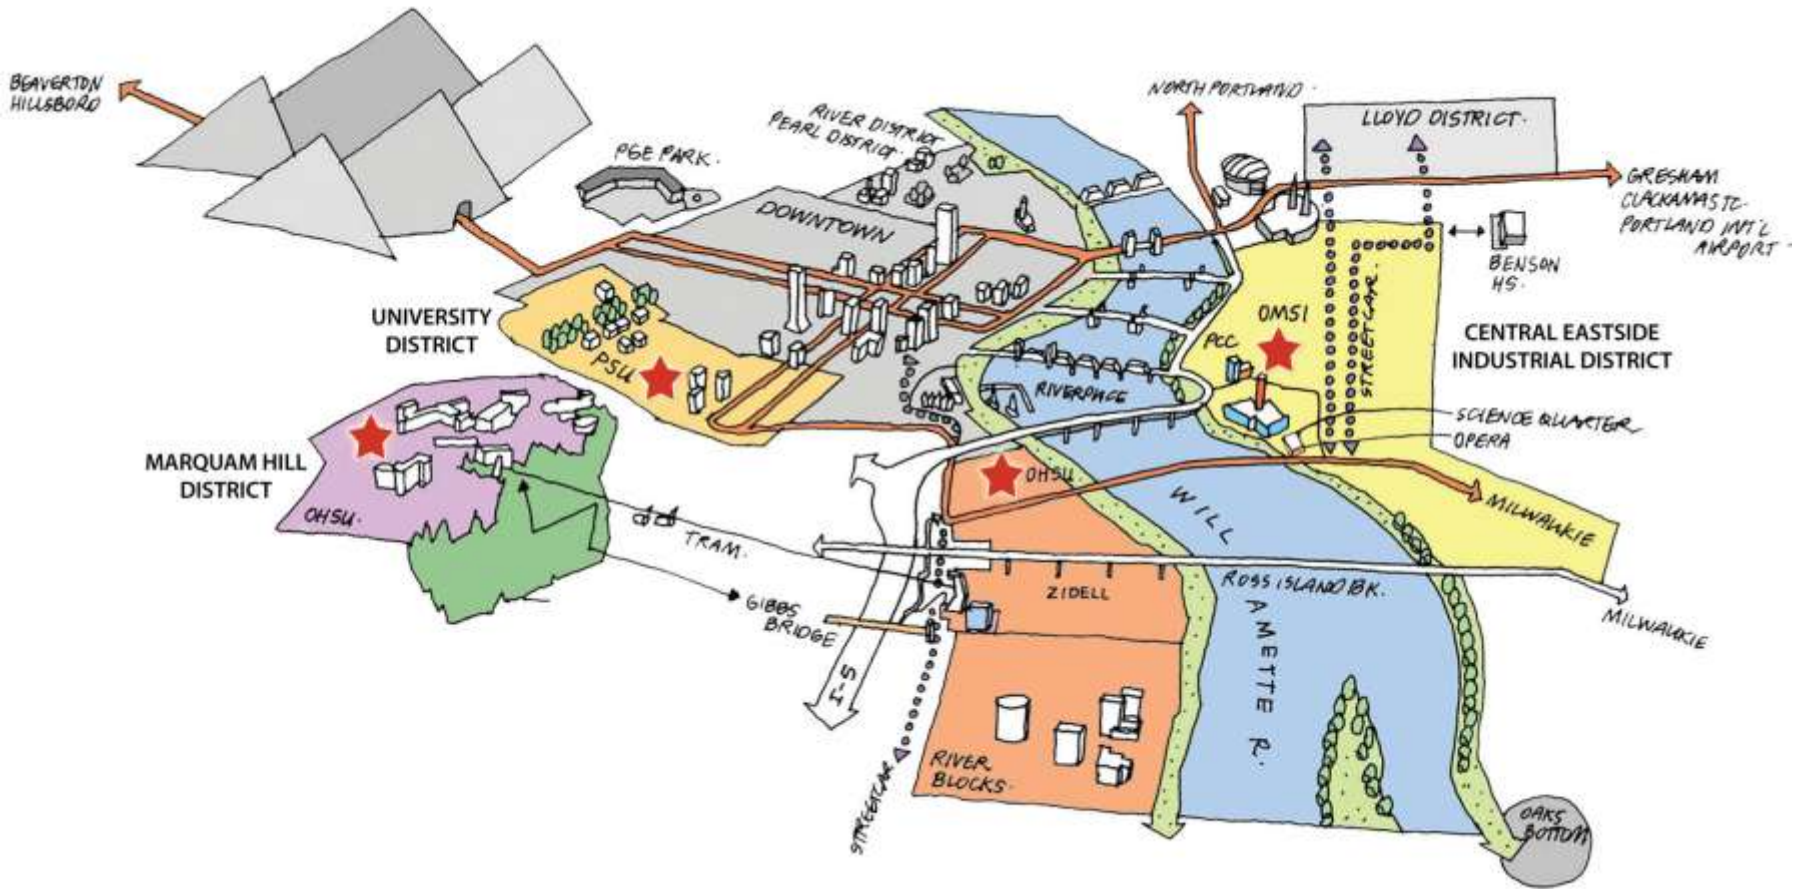 BEAVERTON
HILLSBORO
PGE PARK.
RIVER DISTRICT
PEARL DISTRICT.
NORTH PORTLAND.
LLOYD DISTRICT.
GRESHAM
CLACKAMAS TC.
PORTLAND INT'L
AIRPORT.
BENSON
HS.
DOWNTOWN
UNIVERSITY
DISTRICT
PSU
OMSI
PCC
STREETCAR.
CENTRAL EASTSIDE
INDUSTRIAL DISTRICT
RIVERPLACE
SCIENCE QUARTER
OPERA
MARQUAM HILL
DISTRICT
OHSU.
OHSU
MILWAUKIE
WILL
AMETTE R.
TRAM.
ROSS ISLAND BK.
ZIDELL
GIBBS
BRIDGE
MILWAUKIE
I-5
RIVER
BLOCKS.
STREETCAR
OAKS
BOTTOM